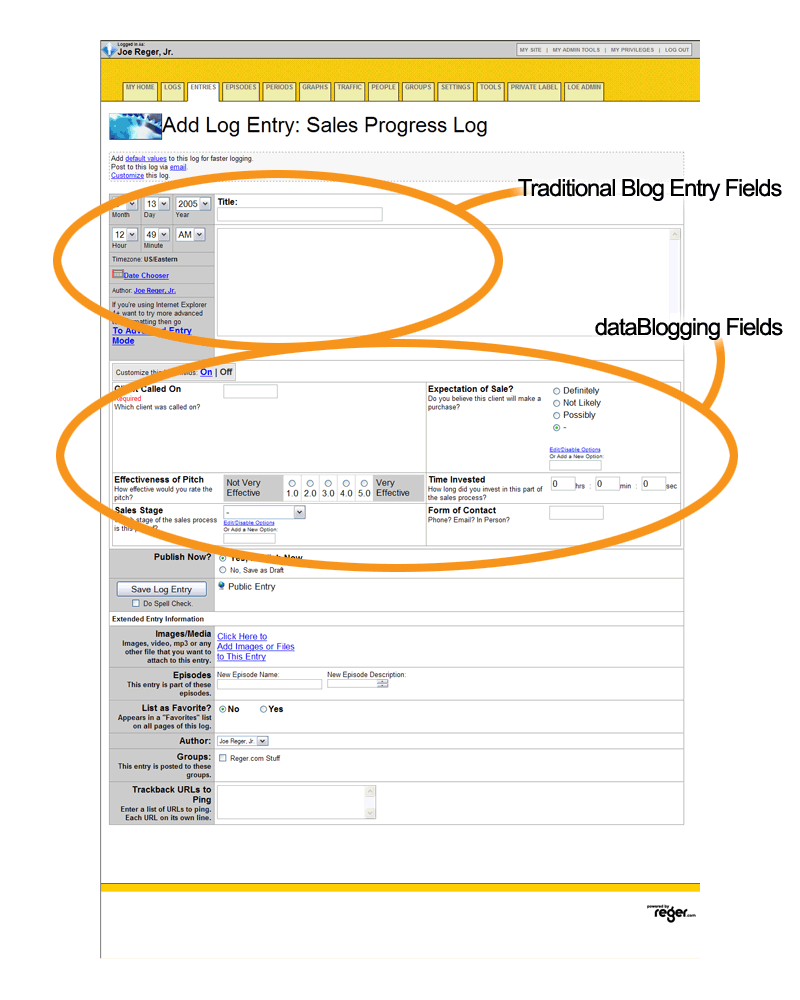 Logged in As:
Joe Reger, Jr.
MY SITE | MY ADMIN TOOLS | MY PRIVILEGES | LOG OUT
MY HOME LOGS ENTRIES EPISODES PERIODS GRAPHS TRAFFIC PEOPLE GROUPS SETTINGS TOOLS PRIVATE LABEL LOE ADMIN
Add Log Entry: Sales Progress Log
Add default values to this log for faster logging.
Post to this log via email.
Customize this log.
Traditional Blog Entry Fields
13 2005
Month Day Year
Title:
12 49 AM
Hour Minute
Timezone: US/Eastern
Date Chooser
Author: Joe Reger, Jr.
If you're using Internet Explorer
want to try more advanced
formatting then go
To Advanced Entry
Mode
dataBlogging Fields
Customize this fields: On | Off
Client Called On
Required
Which client was called on?
Expectation of Sale?
Do you believe this client will make a
purchase?
Definitely
Not Likely
Possibly
-
Edit/Disable Options
Or Add a New Option:
Effectiveness of Pitch
How effective would you rate the
pitch?
Not Very
Effective
1.0 2.0 3.0 4.0 5.0
Very
Effective
Time Invested
How long did you invest in this part of
the sales process?
0 hrs : 0 min : 0 sec
Sales Stage
stage of the sales process
is this
-
Edit/Disable Options
Or Add a New Option:
Form of Contact
Phone? Email? In Person?
Publish Now?
Yes, Now
No, Save as Draft
Save Log Entry
Do Spell Check.
Public Entry
Extended Entry Information
Images/Media
Images, video, mp3 or any
other file that you want to
attach to this entry.
Click Here to
Add Images or Files
to This Entry
Episodes
This entry is part of these
episodes.
New Episode Name: New Episode Description:
List as Favorite?
Appears in a "Favorites" list
on all pages of this log.
No Yes
Author:
Joe Reger, Jr
Groups:
This entry is posted to these
groups.
Reger.com Stuff
Trackback URLs to
Ping
Enter a list of URLs to ping.
Each URL on its own line.
powered by
reger.com